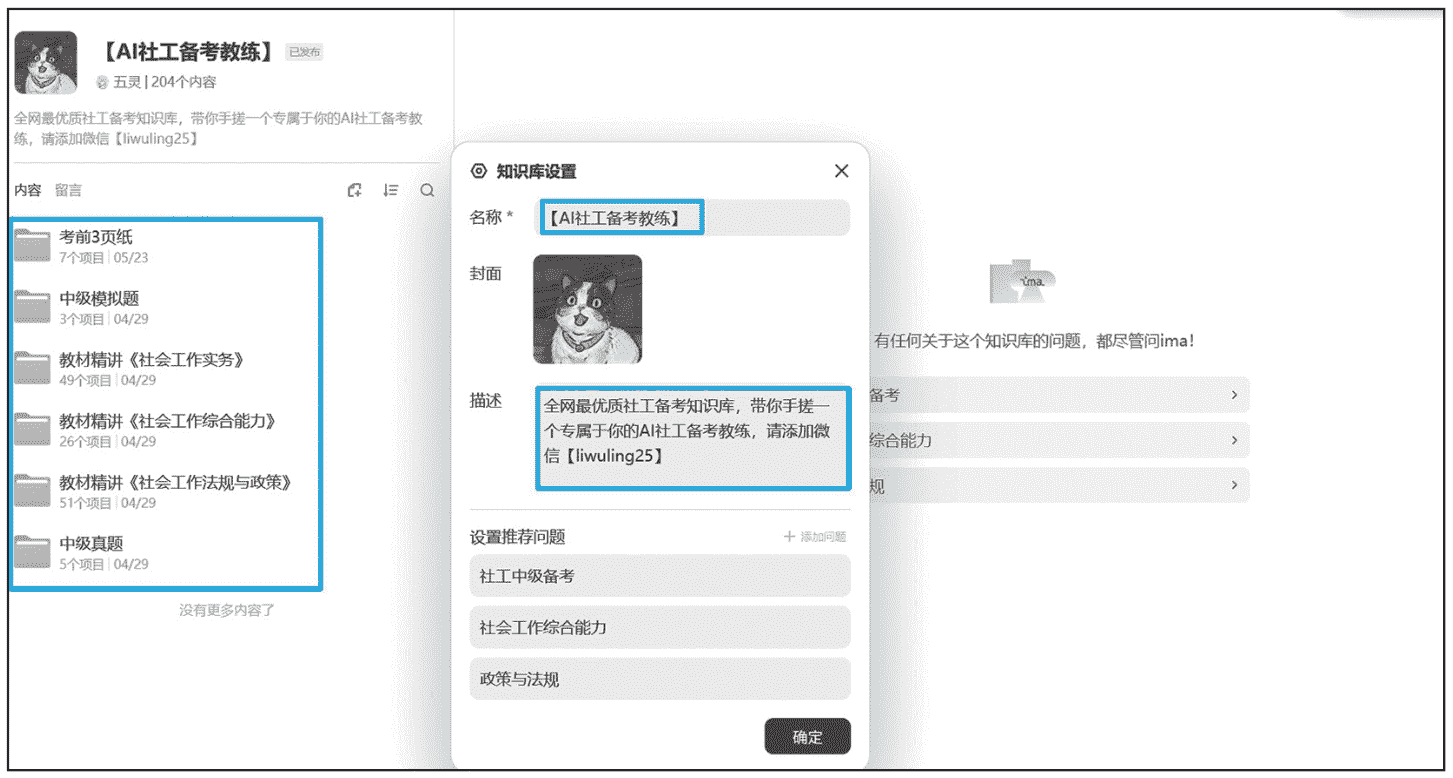 【AI社工备考教练】 已发布
五灵 | 204个内容
全网最优质社工备考知识库，带你手搓一个专属于你的AI社工备考教
练，请添加微信【liwuling25】
内容 留言
考前3页纸
7个项目 | 05/23
中级模拟题
3个项目 | 04/29
教材精讲《社会工作实务》
49个项目 | 04/29
教材精讲《社会工作综合能力》
26个项目 | 04/29
教材精讲《社会工作法规与政策》
51个项目 | 04/29
中级真题
5个项目 | 04/29
没有更多内容了
知识库设置
名称 *
【AI社工备考教练】
封面
描述
全网最优质社工备考知识库，带你手搓一
个专属于你的AI社工备考教练，请添加微
信【liwuling25】
设置推荐问题
添加问题
社工中级备考
社会工作综合能力
政策与法规
确定
ima.
有任何关于这个知识库的问题，都尽管问ima！
备考
综合能力
规